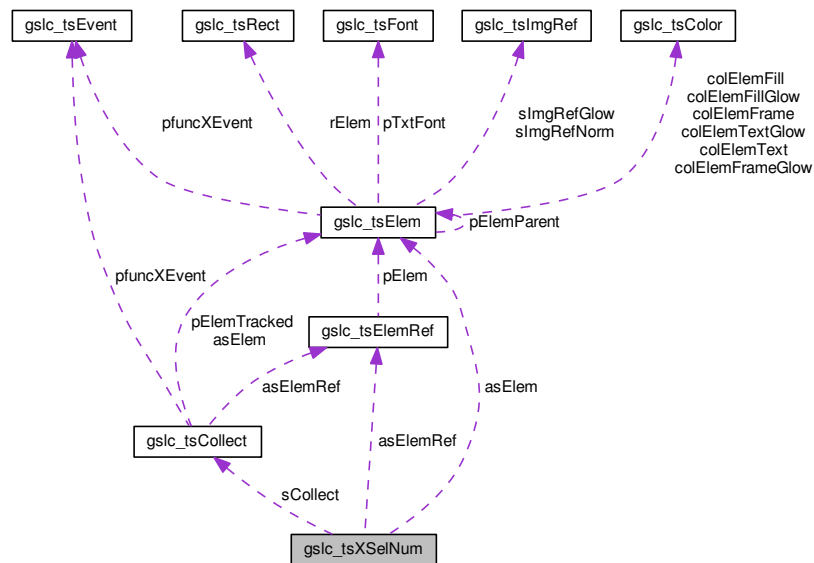 gslc_tsEvent
gslc_tsRect
gslc_tsFont
gslc_tsImgRef
gslc_tsColor
colElemFill
colElemFillGlow
colElemFrame
colElemTextGlow
colElemText
colElemFrameGlow
pfuncXEvent
rElem
pTxtFont
sImgRefGlow
sImgRefNorm
gslc_tsElem
pElemParent
pfuncXEvent
pElem
pElemTracked
asElem
gslc_tsElemRef
asElemRef
asElem
gslc_tsCollect
asElemRef
sCollect
gslc_tsXSelNum